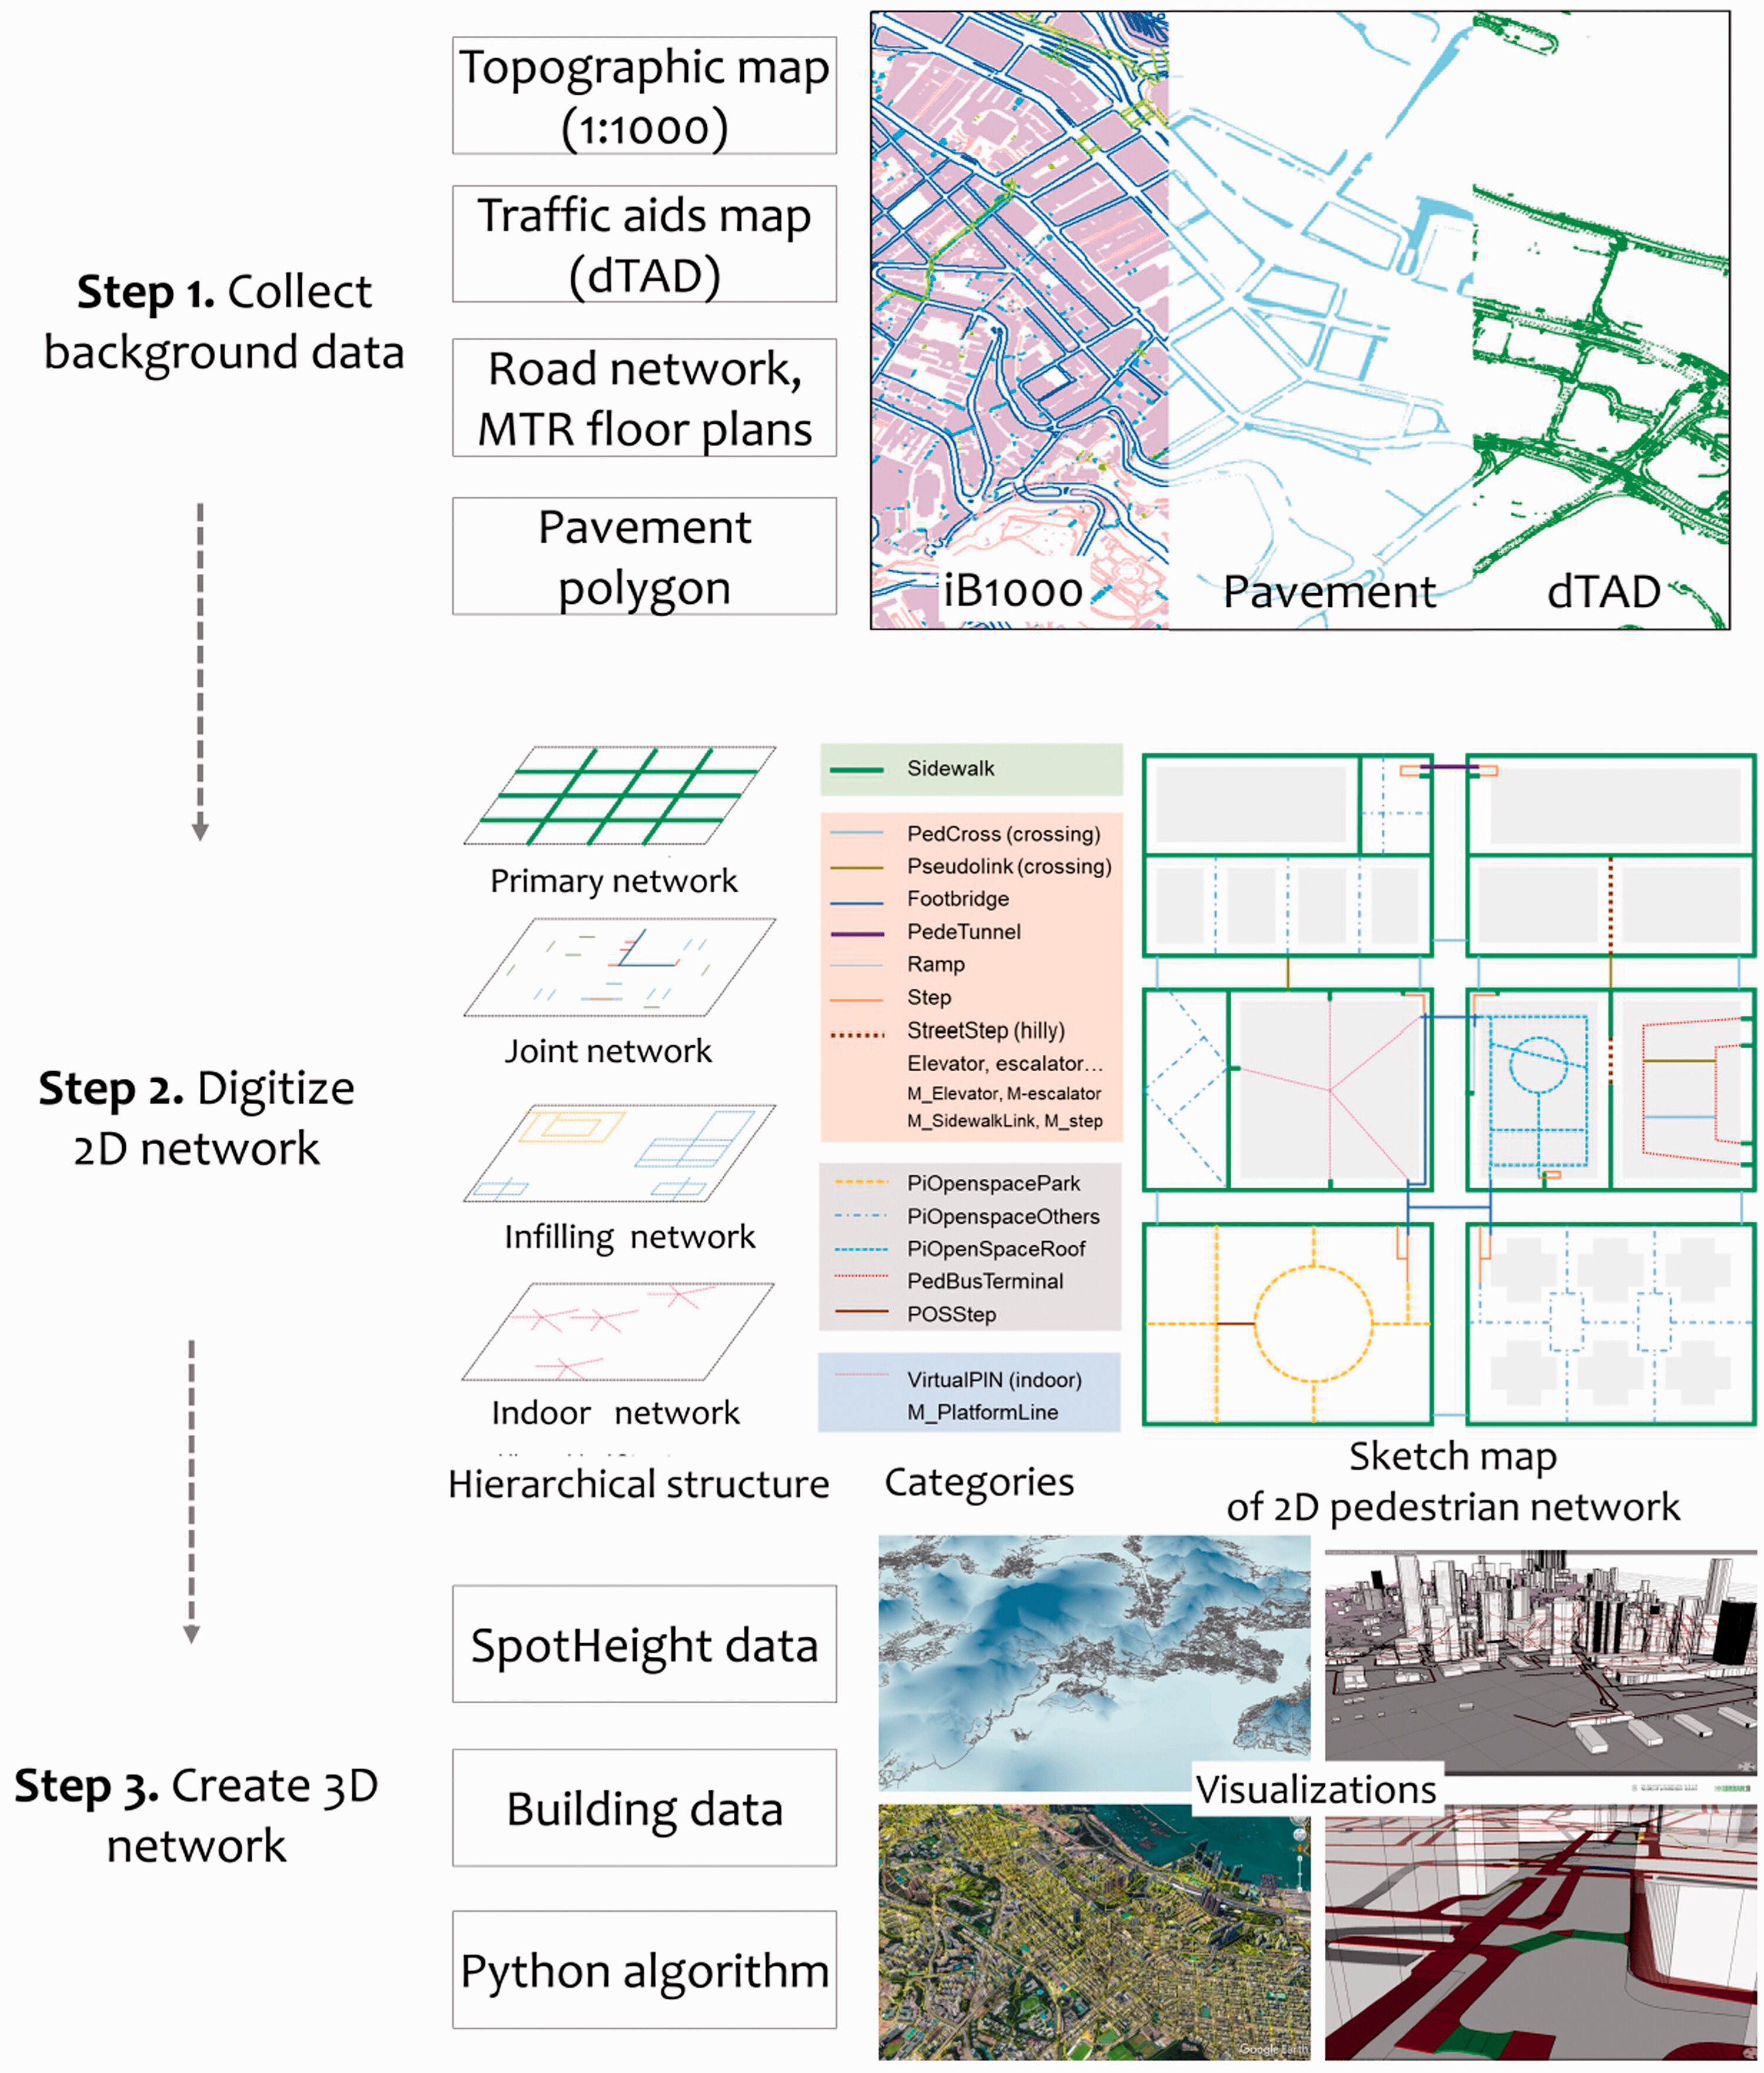 Topographic map
(1:1000)
Traffic aids map
(dTAD)
Step 1. Collect
background data
Road network,
MTR floor plans
Pavement
polygon
iB1000
Pavement
dTAD
Primary network
Joint network
Infilling network
Indoor network
Step 2. Digitize
2D network
Sidewalk
PedCross (crossing)
Pseudolink (crossing)
Footbridge
PedeTunnel
Ramp
Step
StreetStep (hilly)
Elevator, escalator...
M_Elevator, M-escalator
M_SidewalkLink, M_step
PiOpenspacePark
PiOpenspaceOthers
PiOpenSpaceRoof
PedBusTerminal
POSStep
VirtualPIN (indoor)
M_PlatformLine
Hierarchical structure
Categories
Sketch map
of 2D pedestrian network
SpotHeight data
Step 3. Create 3D
network
Building data
Python algorithm
Visualizations
Google Earth